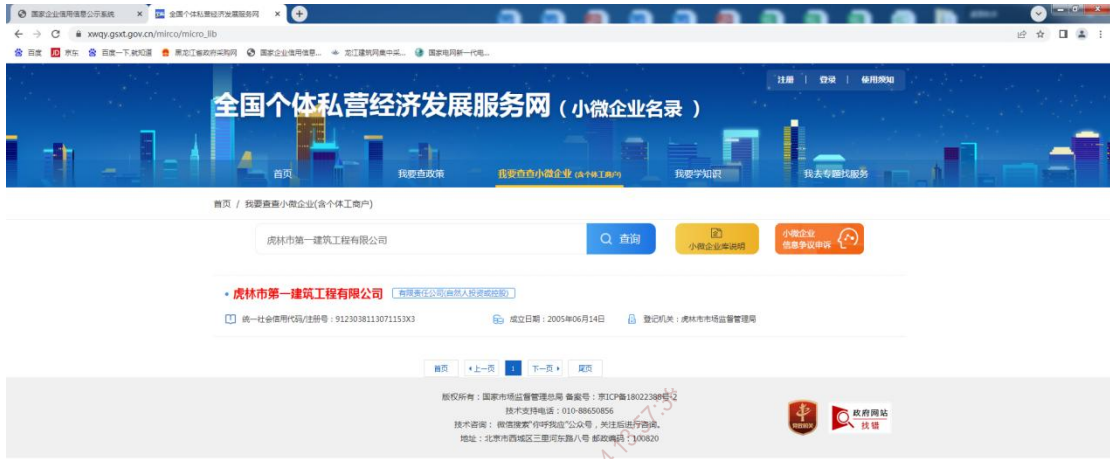 国家企业信用信息公示系统
全国个体私营经济发展服务网
xwqy.gsxt.gov.cn/mirco/micro_lib
百度 京东 百度一下,就知道 黑龙江省政府采购网 国家企业信用信息... 龙江建筑网集中采... 国家电网新一代电...
注册 | 登录 | 使用须知
全国个体私营经济发展服务网(小微企业名录)
首页 我要查政策 我要查查小微企业(含个体工商户) 我要学知识 我去专题找服务
首页 / 我要查查小微企业(含个体工商户)
虎林市第一建筑工程有限公司
查询
小微企业库说明
小微企业
信息争议申诉
虎林市第一建筑工程有限公司 有限责任公司(自然人投资或控股)
统一社会信用代码/注册号:9123038113071153X3 成立日期:2005年06月14日 登记机关:虎林市市场监督管理局
首页 上一页 1 下一页 尾页
版权所有:国家市场监督管理总局 备案号:京ICP备18022388号-2
技术支持电话:010-88650856
技术咨询: 微信搜索“你呼我应”公众号,关注后进行咨询。
地址:北京市西城区三里河东路八号 邮政编码:100820
政府网站
找错